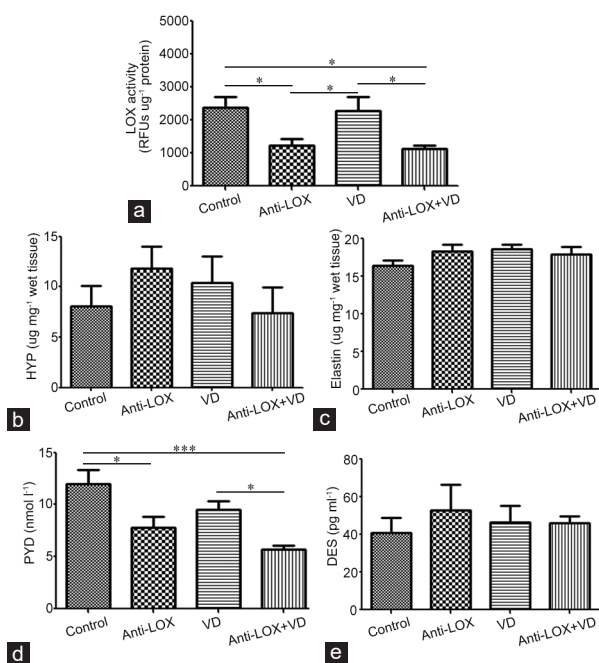 *
* * *
5000
4000
3000
2000
1000
0
LOX activity
(RFUs ug⁻¹ protein)
Control Anti-LOX VD Anti-LOX+VD
a
15
10
5
0
HYP (ug mg⁻¹ wet tissue)
Control Anti-LOX VD Anti-LOX+VD
b
20
15
10
5
0
Elastin (ug mg⁻¹ wet tissue)
Control Anti-LOX VD Anti-LOX+VD
c
***
* *
15
10
5
0
PYD (nmol l⁻¹)
Control Anti-LOX VD Anti-LOX+VD
d
80
60
40
20
0
DES (pg ml⁻¹)
Control Anti-LOX VD Anti-LOX+VD
e